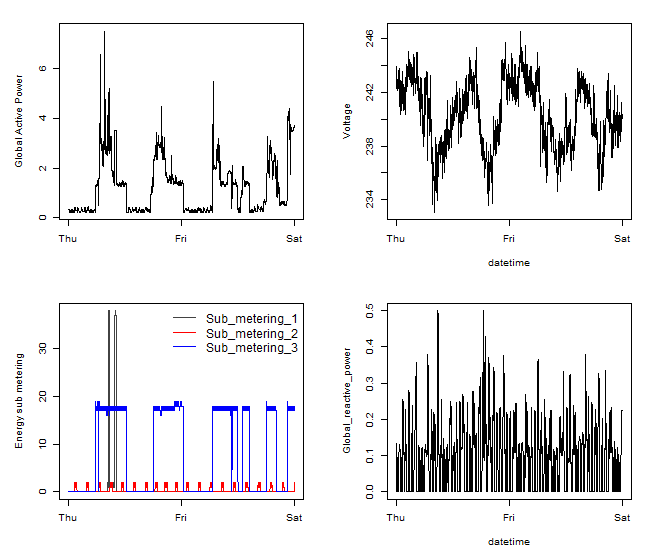 Global Active Power
6
4
2
0
Thu
Fri
Sat
Voltage
246
242
238
234
Thu
Fri
Sat
datetime
Energy sub metering
30
20
10
0
Sub_metering_1
Sub_metering_2
Sub_metering_3
Thu
Fri
Sat
Global_reactive_power
0.5
0.4
0.3
0.2
0.1
0.0
Thu
Fri
Sat
datetime